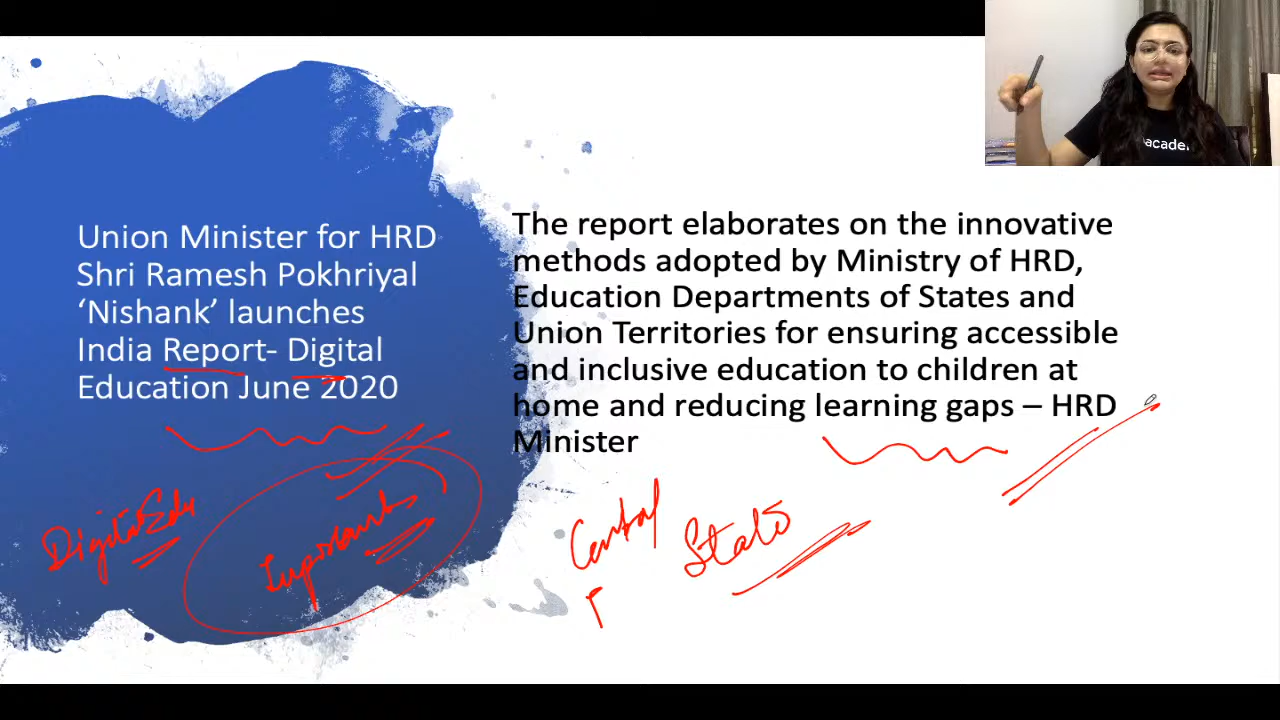 Union Minister for HRD
Shri Ramesh Pokhriyal
‘Nishank’ launches
India Report- Digital
Education June 2020
The report elaborates on the innovative
methods adopted by Ministry of HRD,
Education Departments of States and
Union Territories for ensuring accessible
and inclusive education to children at
home and reducing learning gaps – HRD
Minister
Digital Edu
Central
State